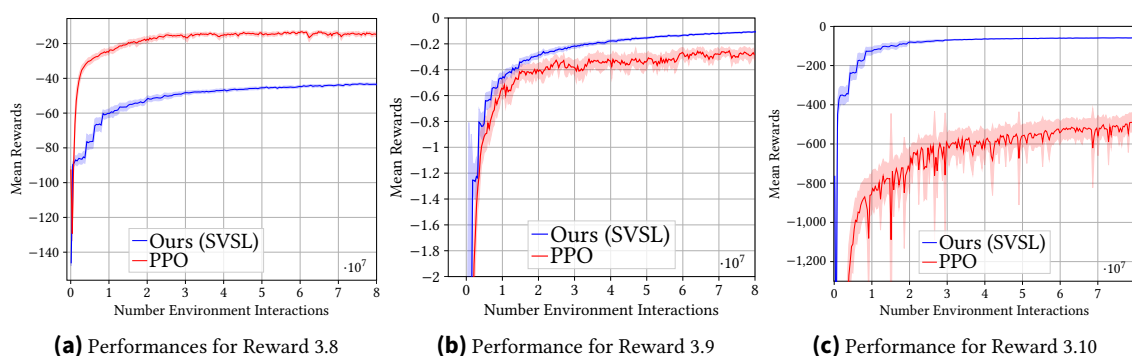 −20
−40
−60
−80
−100
−120
−140
Mean Rewards
0 1 2 3 4 5 6 7 8
·10⁷
Number Environment Interactions
Ours (SVSL)
PPO
(a) Performances for Reward 3.8
0
−0.2
−0.4
−0.6
−0.8
−1
−1.2
−1.4
−1.6
−1.8
−2
Mean Rewards
0 1 2 3 4 5 6 7 8
·10⁷
Number Environment Interactions
Ours (SVSL)
PPO
(b) Performance for Reward 3.9
0
−200
−400
−600
−800
−1,000
−1,200
Mean Rewards
0 1 2 3 4 5 6 7
·10⁷
Number Environment Interactions
Ours (SVSL)
PPO
(c) Performance for Reward 3.10